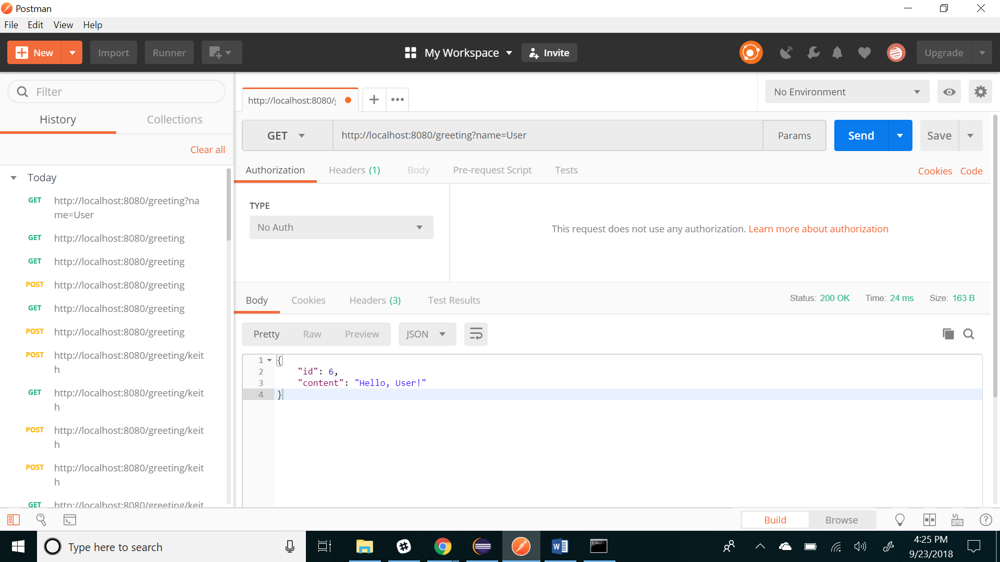 Postman
File Edit View Help
New Import Runner My Workspace Invite Upgrade
Filter
History Collections
Clear all
Today
GET http://localhost:8080/greeting?na
me=User
GET http://localhost:8080/greeting
GET http://localhost:8080/greeting
POST http://localhost:8080/greeting
GET http://localhost:8080/greeting
POST http://localhost:8080/greeting
POST http://localhost:8080/greeting/keit
h
GET http://localhost:8080/greeting/keit
h
POST http://localhost:8080/greeting/keit
h
POST http://localhost:8080/greeting/keit
h
GET http://localhost:8080/greeting/keit
http://localhost:8080/
No Environment
GET http://localhost:8080/greeting?name=User Params Send Save
Authorization Headers (1) Body Pre-request Script Tests Cookies Code
TYPE
No Auth
This request does not use any authorization. Learn more about authorization
Body Cookies Headers (3) Test Results Status: 200 OK Time: 24 ms Size: 163 B
Pretty Raw Preview JSON
1 {
2 "id": 6,
3 "content": "Hello, User!"
4 }
Build Browse
Type here to search
4:25 PM
9/23/2018